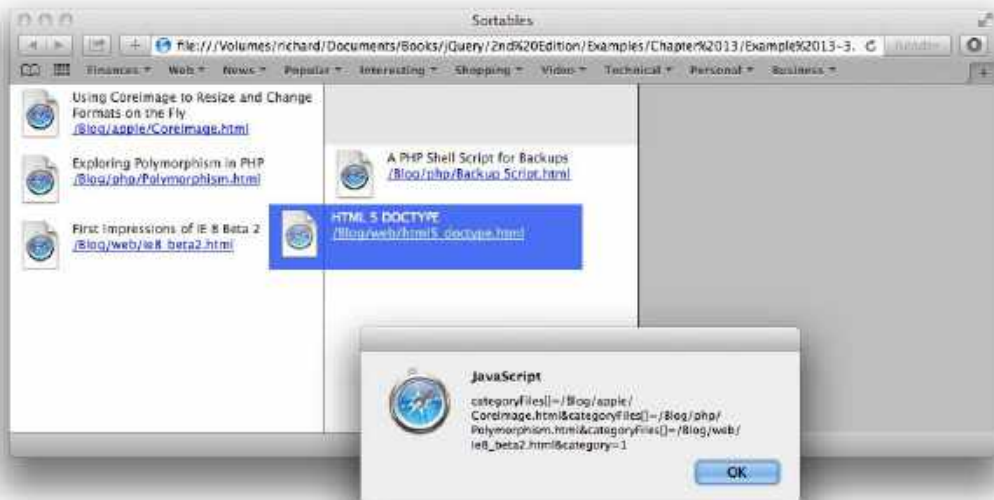 Sortables
file:///Volumes/richard/Documents/Books/jQuery/2nd%20Edition/Examples/Chapter%2013/Example%2013-3.
Reader
Finances Web News Popular Interesting Shopping Video Technical Personal Business
Using CoreImage to Resize and Change
Formats on the Fly
/Blog/apple/CoreImage.html
Exploring Polymorphism in PHP
/Blog/php/Polymorphism.html
First Impressions of IE 8 Beta 2
/Blog/web/ie8_beta2.html
A PHP Shell Script for Backups
/Blog/php/Backup Script.html
HTML 5 DOCTYPE
/Blog/web/html5_doctype.html
JavaScript
categoryFiles[]=/Blog/apple/
CoreImage.html&categoryFiles[]=/Blog/php/
Polymorphism.html&categoryFiles[]=/Blog/web/
ie8_beta2.html&category=1
OK